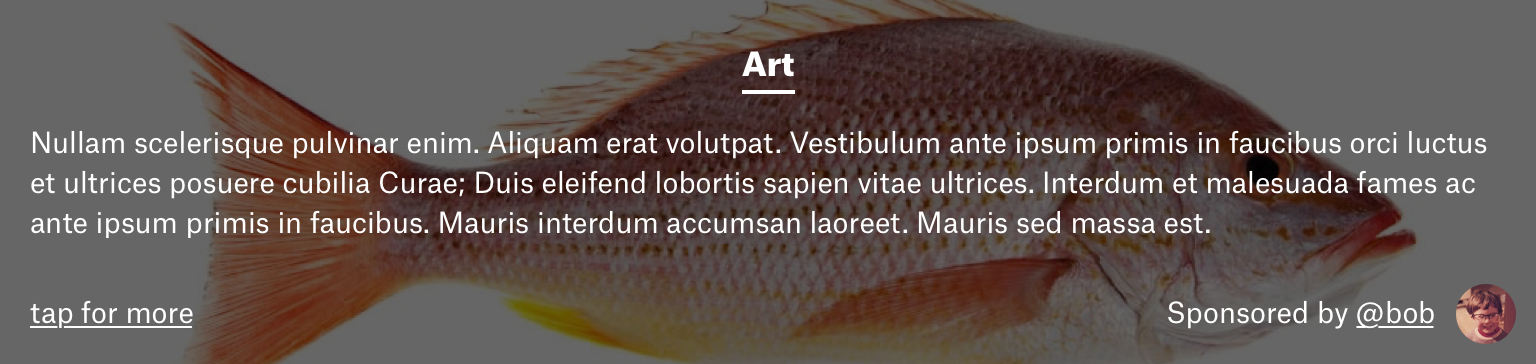 Art
Nullam scelerisque pulvinar enim. Aliquam erat volutpat. Vestibulum ante ipsum primis in faucibus orci luctus
et ultrices posuere cubilia Curae; Duis eleifend lobortis sapien vitae ultrices. Interdum et malesuada fames ac
ante ipsum primis in faucibus. Mauris interdum accumsan laoreet. Mauris sed massa est.
tap for more
Sponsored by @bob